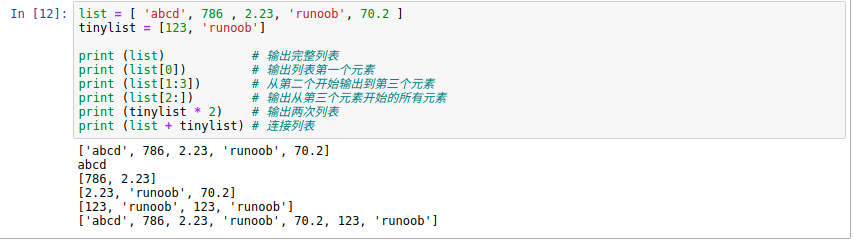 In [12]: list = [ 'abcd', 786 , 2.23, 'runoob', 70.2 ]
tinylist = [123, 'runoob']
print (list)            # 输出完整列表
print (list[0])         # 输出列表第一个元素
print (list[1:3])       # 从第二个开始输出到第三个元素
print (list[2:])        # 输出从第三个元素开始的所有元素
print (tinylist * 2)    # 输出两次列表
print (list + tinylist) # 连接列表
['abcd', 786, 2.23, 'runoob', 70.2]
abcd
[786, 2.23]
[2.23, 'runoob', 70.2]
[123, 'runoob', 123, 'runoob']
['abcd', 786, 2.23, 'runoob', 70.2, 123, 'runoob']